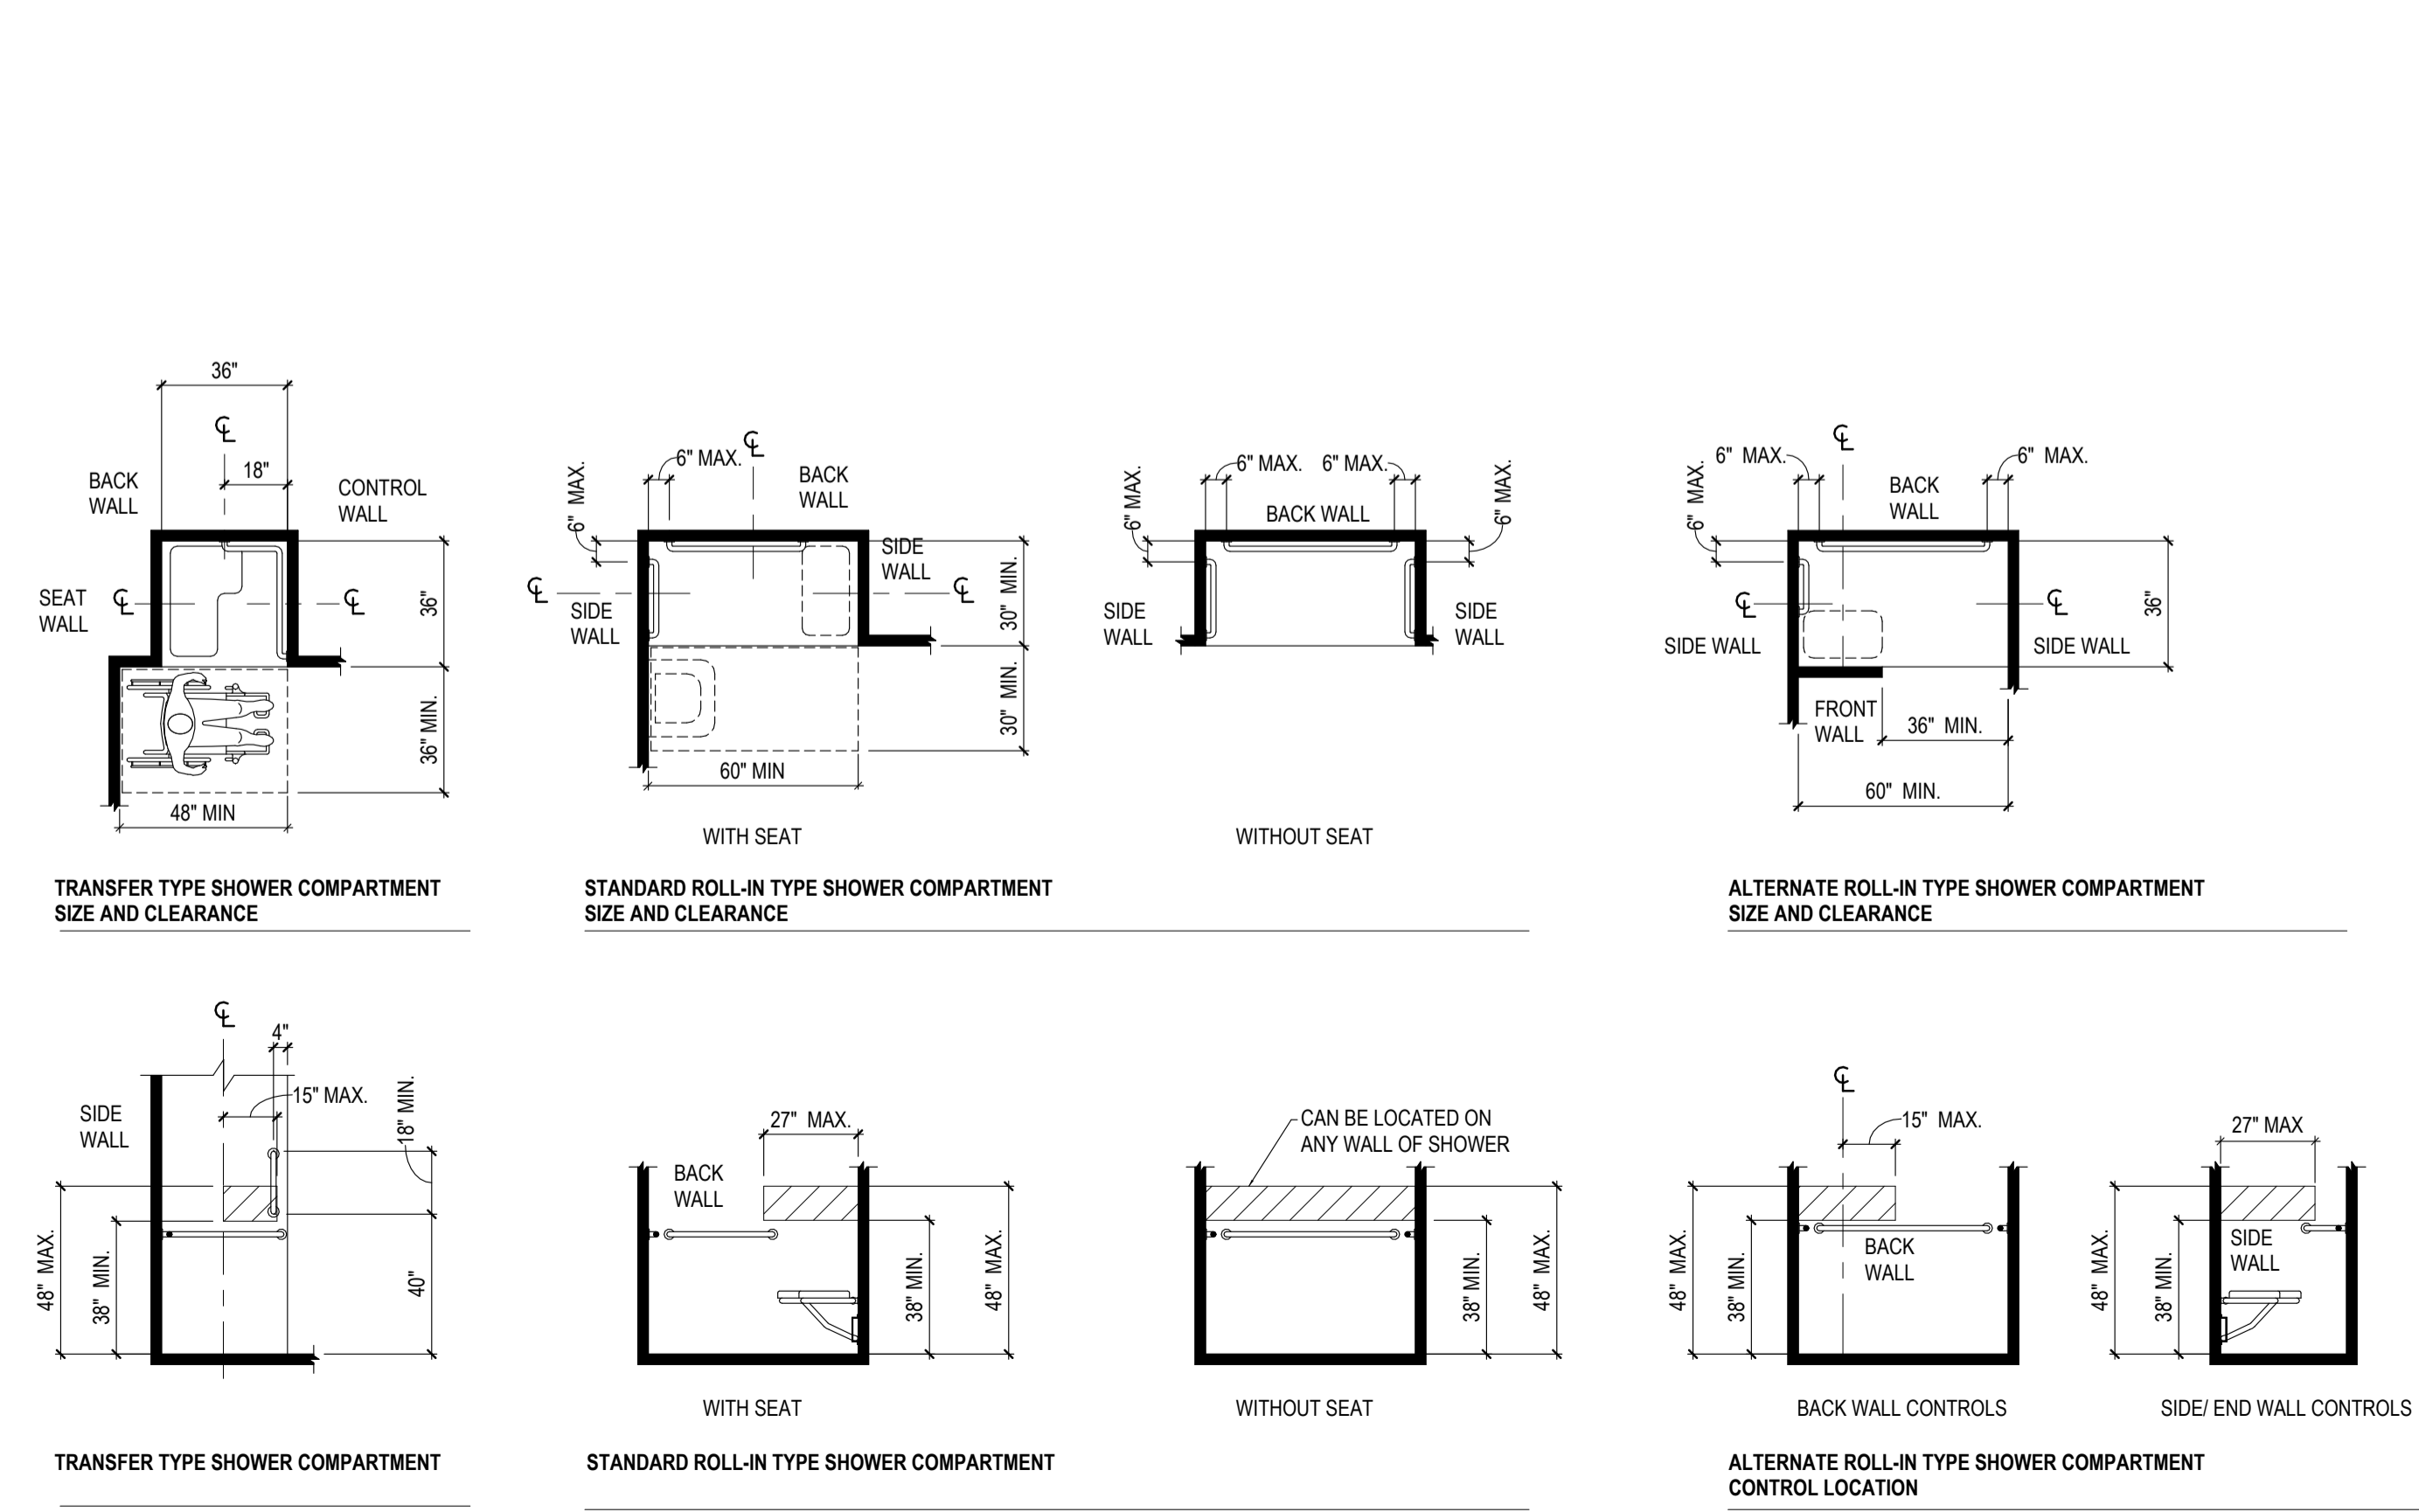 36"
℄
18"
BACK
WALL
CONTROL
WALL
SEAT
WALL
℄
℄
36"
36" MIN.
48" MIN
TRANSFER TYPE SHOWER COMPARTMENT
SIZE AND CLEARANCE
6" MAX.
6" MAX.
℄
BACK
WALL
SIDE
WALL
℄
SIDE
WALL
℄
30" MIN.
30" MIN.
60" MIN
WITH SEAT
6" MAX.
6" MAX.
6" MAX.
6" MAX.
BACK WALL
SIDE
WALL
SIDE
WALL
WITHOUT SEAT
STANDARD ROLL-IN TYPE SHOWER COMPARTMENT
SIZE AND CLEARANCE
℄
6" MAX.
6" MAX.
6" MAX.
BACK
WALL
℄
℄
36"
SIDE WALL
SIDE WALL
FRONT
WALL
36" MIN.
60" MIN.
ALTERNATE ROLL-IN TYPE SHOWER COMPARTMENT
SIZE AND CLEARANCE
℄
4"
15" MAX.
18" MIN.
SIDE
WALL
48" MAX.
38" MIN.
40"
TRANSFER TYPE SHOWER COMPARTMENT
27" MAX.
BACK
WALL
38" MIN.
48" MAX.
WITH SEAT
CAN BE LOCATED ON
ANY WALL OF SHOWER
38" MIN.
48" MAX.
WITHOUT SEAT
STANDARD ROLL-IN TYPE SHOWER COMPARTMENT
℄
15" MAX.
48" MAX.
38" MIN.
BACK
WALL
BACK WALL CONTROLS
27" MAX
48" MAX.
38" MIN.
SIDE
WALL
SIDE/ END WALL CONTROLS
ALTERNATE ROLL-IN TYPE SHOWER COMPARTMENT
CONTROL LOCATION